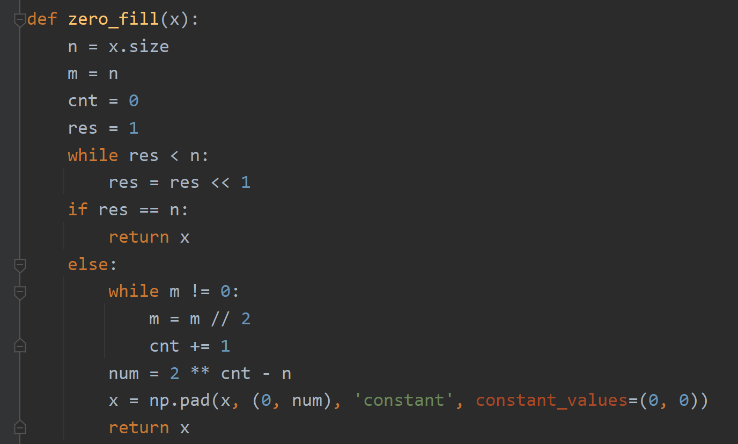 def zero_fill(x):
    n = x.size
    m = n
    cnt = 0
    res = 1
    while res < n:
        res = res << 1
    if res == n:
        return x
    else:
        while m != 0:
            m = m // 2
            cnt += 1
        num = 2 ** cnt - n
        x = np.pad(x, (0, num), 'constant', constant_values=(0, 0))
        return x